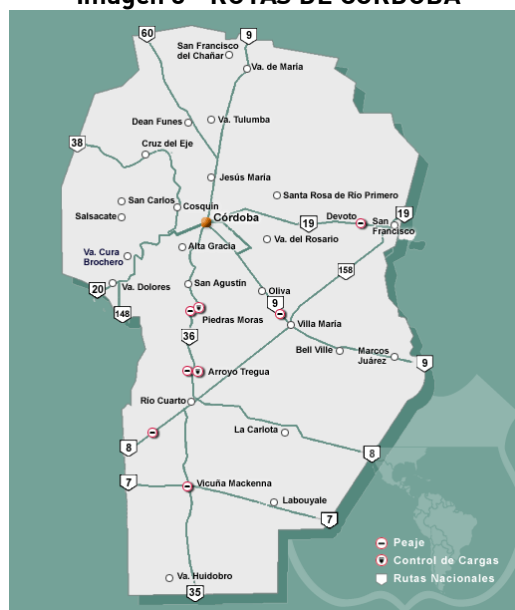 Imagen 8 - RUTAS DE CORDOBA
60
9
San Francisco
del Chañar
Va. de Maria
Dean Funes
Va. Tulumba
38
Cruz del Eje
Jesús María
San Carlos
Cosquin
Santa Rosa de Río Primero
Salsacate
Córdoba
19
Devoto
San
Francisco
19
Va. Cura
Brochero
Alta Gracia
Va. del Rosario
158
20
Va. Dolores
San Agustín
Oliva
9
148
Piedras Moras
Villa María
36
Bell Ville
Marcos
Juárez
9
Arroyo Tregua
Río Cuarto
La Carlota
8
8
7
Vicuña Mackenna
Labouyale
7
Va. Huidobro
35
Peaje
Control de Cargas
Rutas Nacionales